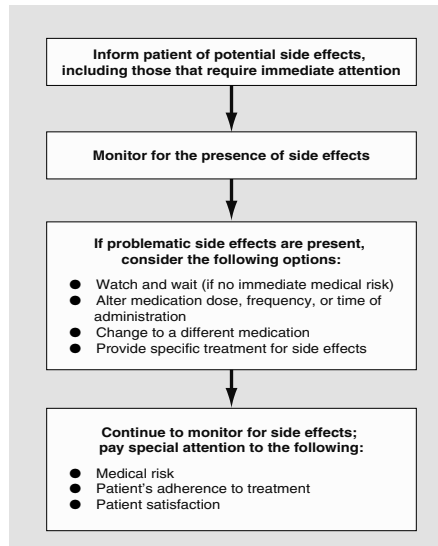 Inform patient of potential side effects,
including those that require immediate attention
Monitor for the presence of side effects
If problematic side effects are present,
consider the following options:
● Watch and wait (if no immediate medical risk)
● Alter medication dose, frequency, or time of
administration
● Change to a different medication
● Provide specific treatment for side effects
Continue to monitor for side effects;
pay special attention to the following:
● Medical risk
● Patient's adherence to treatment
● Patient satisfaction